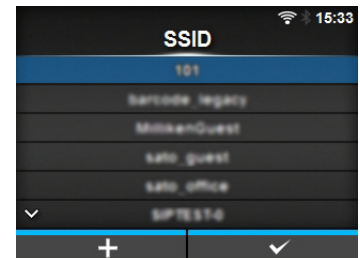 15:33
SSID
101
barcode_legacy
MillikenGuest
sato_guest
sato_office
SIPTEST-0